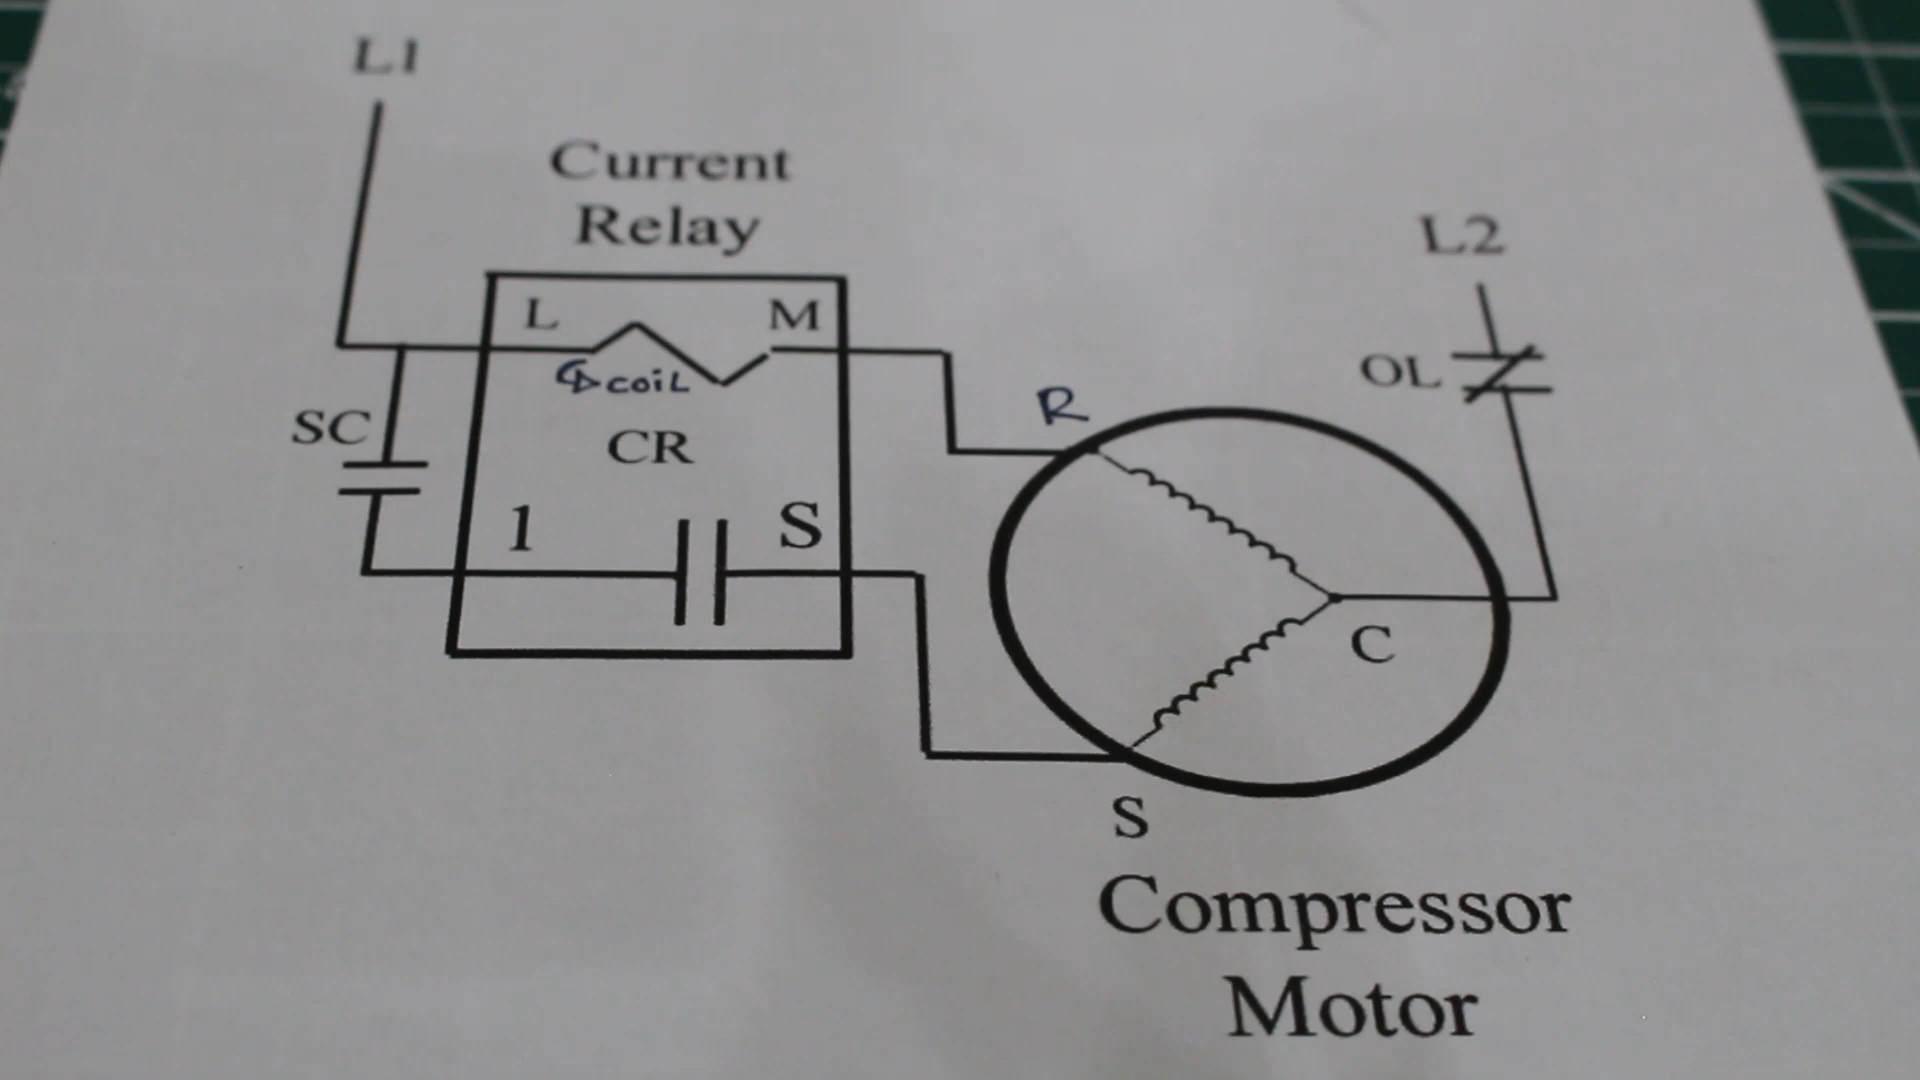 L1
Current
Relay
L2
L
M
coil
OL
R
SC
CR
1
S
C
S
Compressor
Motor